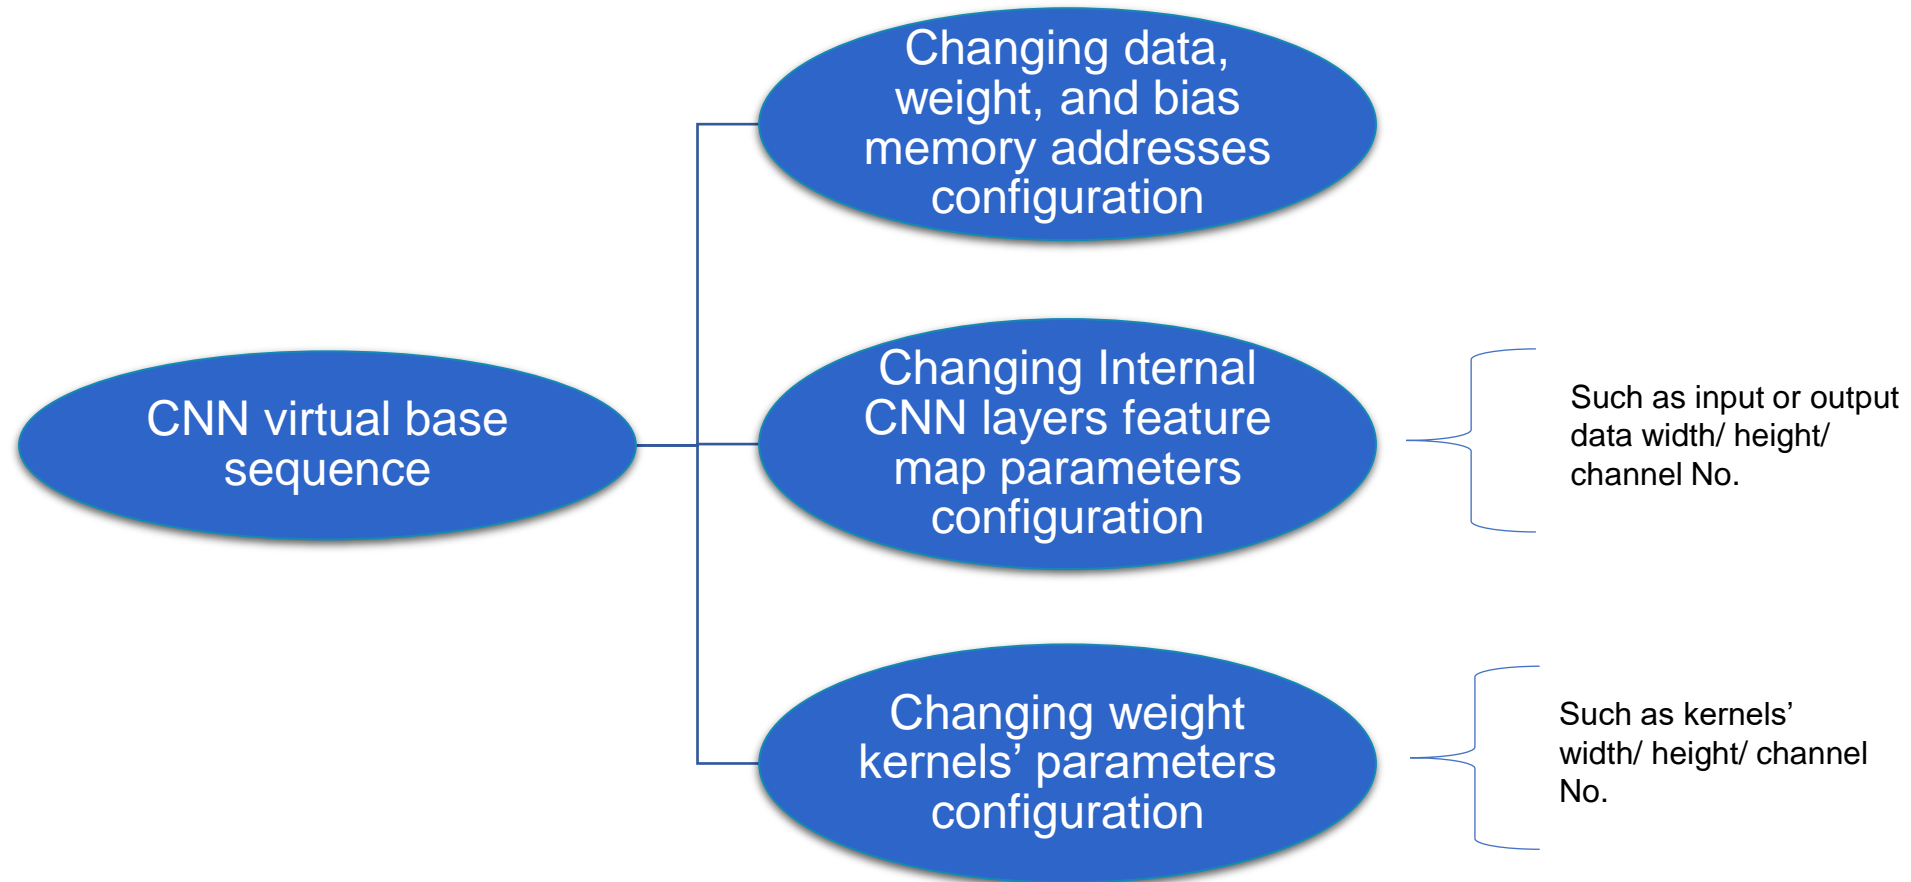 Changing data,
weight, and bias
memory addresses
configuration
CNN virtual base
sequence
Changing Internal
CNN layers feature
map parameters
configuration
Such as input or output
data width/ height/
channel No.
Changing weight
kernels’ parameters
configuration
Such as kernels’
width/ height/ channel
No.